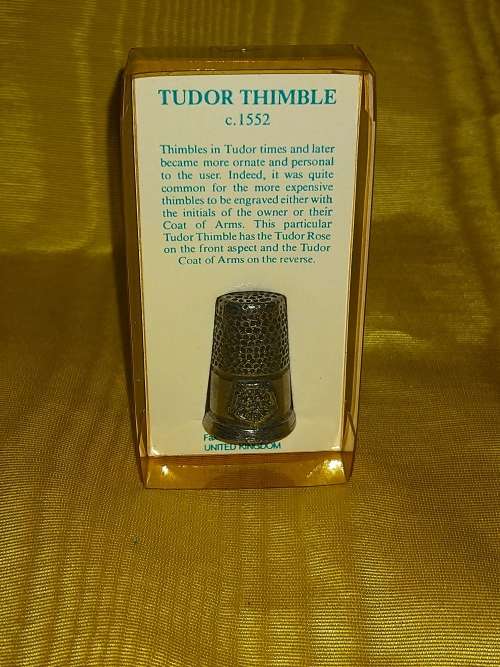 TUDOR THIMBLE
c.1552
Thimbles in Tudor times and later
became more ornate and personal
to the user. Indeed, it was quite
common for the more expensive
thimbles to be engraved either with
the initials of the owner or their
Coat of Arms. This particular
Tudor Thimble has the Tudor Rose
on the front aspect and the Tudor
Coat of Arms on the reverse.
UNITED KINGDOM